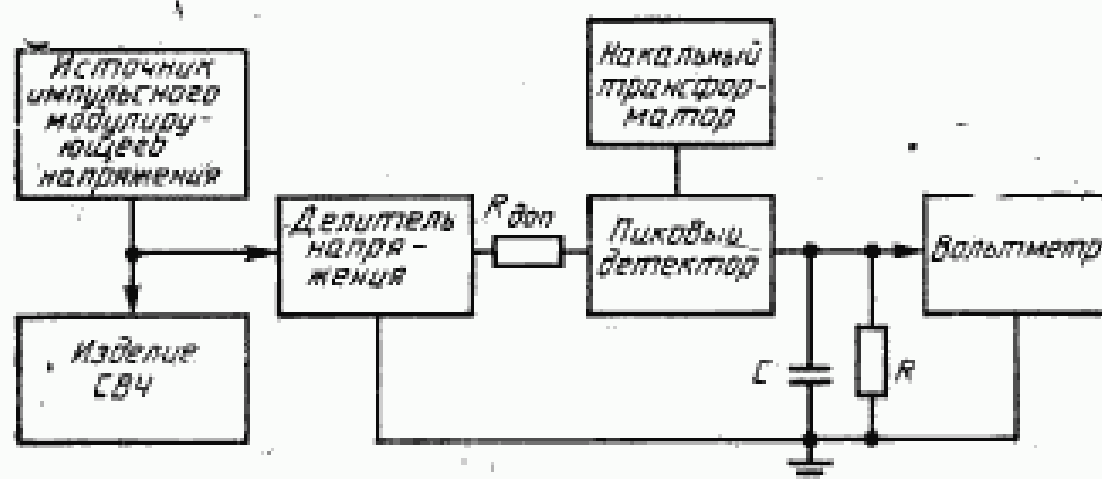 Источник
импульсного
модулиру-
ющего
напряжения
Накальный
трансфор-
матор
Делитель
напря-
жения
R доп
Пиковый
детектор
Вольтметр
Изделие
СВЧ
C
R